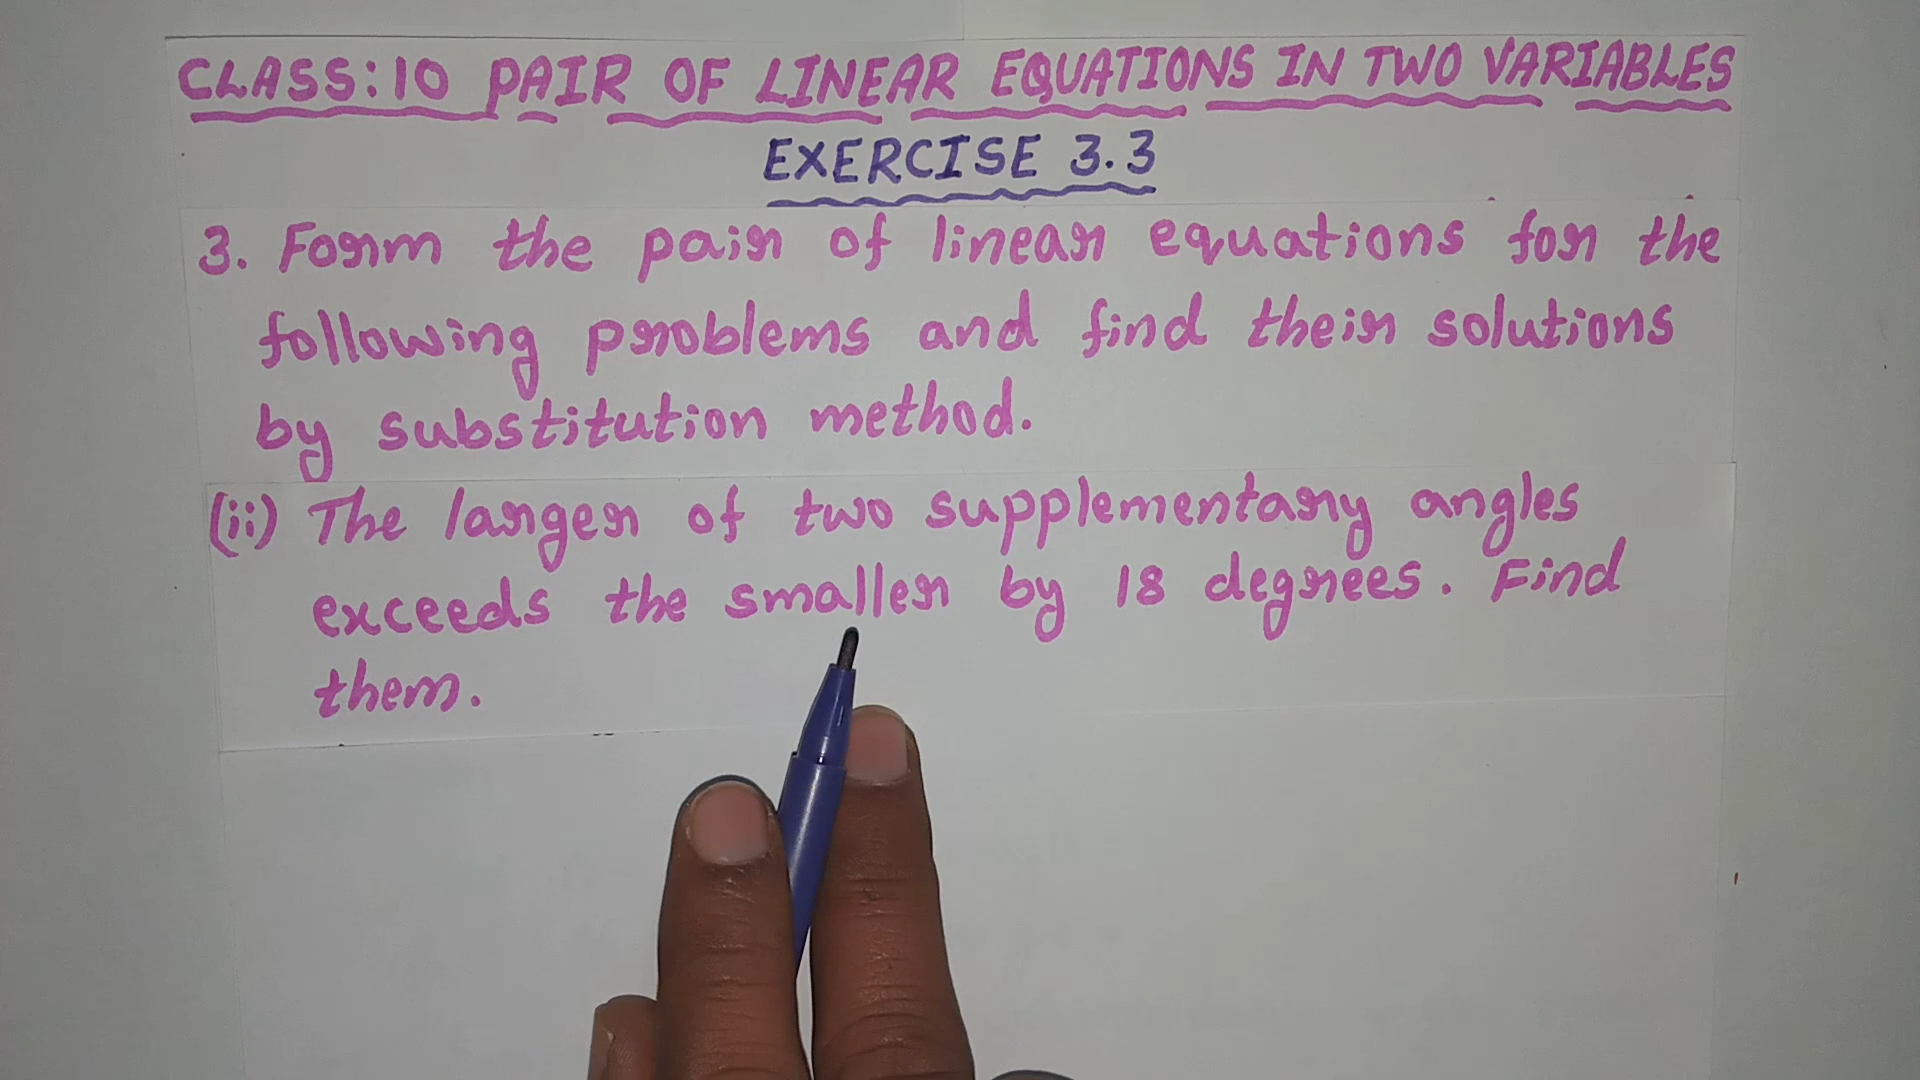 CLASS:10 PAIR OF LINEAR EQUATIONS IN TWO VARIABLES
EXERCISE 3.3
3. Form the pair of linear equations for the
following problems and find their solutions
by substitution method.
(ii) The larger of two supplementary angles
exceeds the smaller by 18 degrees. Find
them.